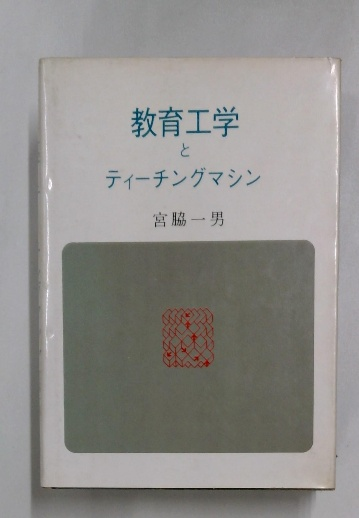 教育工学
と
ティーチングマシン
宮脇一男